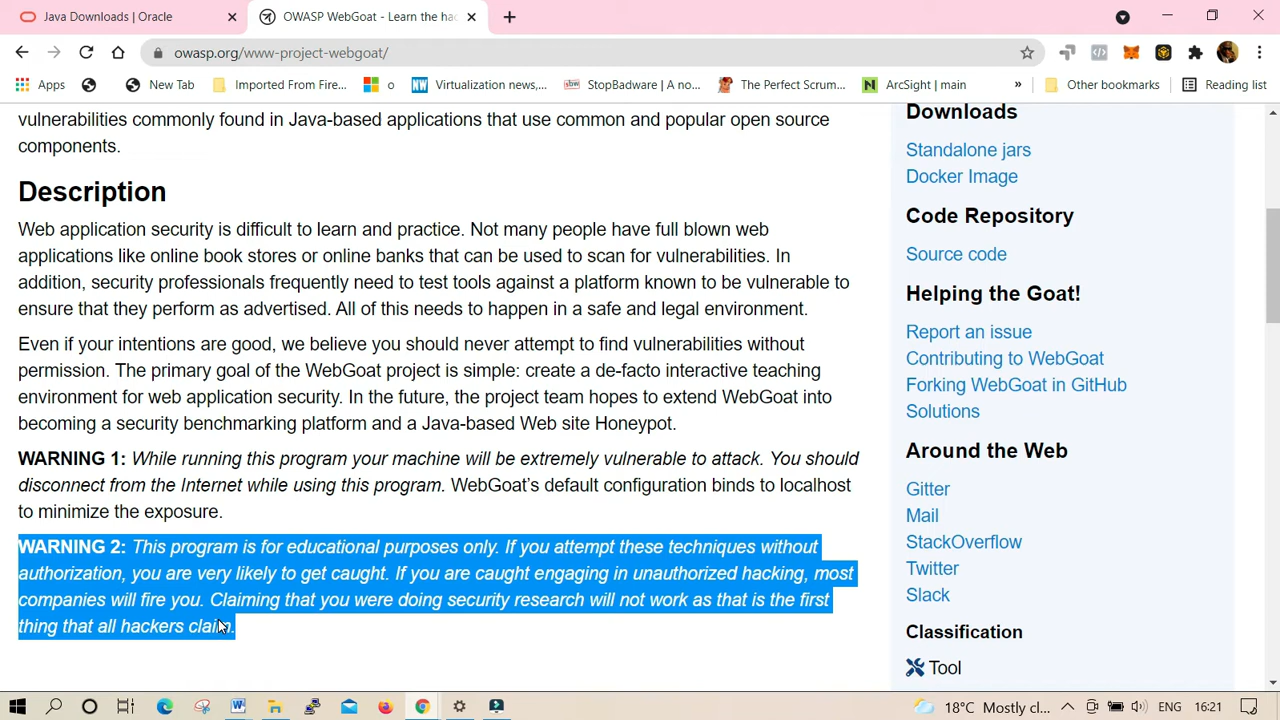 Java Downloads | Oracle
OWASP WebGoat - Learn the hac
owasp.org/www-project-webgoat/
Apps
New Tab
Imported From Fire...
o
Virtualization news,...
StopBadware | A no...
The Perfect Scrum...
ArcSight | main
»
Other bookmarks
Reading list
vulnerabilities commonly found in Java-based applications that use common and popular open source
components.
Description
Web application security is difficult to learn and practice. Not many people have full blown web
applications like online book stores or online banks that can be used to scan for vulnerabilities. In
addition, security professionals frequently need to test tools against a platform known to be vulnerable to
ensure that they perform as advertised. All of this needs to happen in a safe and legal environment.
Even if your intentions are good, we believe you should never attempt to find vulnerabilities without
permission. The primary goal of the WebGoat project is simple: create a de-facto interactive teaching
environment for web application security. In the future, the project team hopes to extend WebGoat into
becoming a security benchmarking platform and a Java-based Web site Honeypot.
WARNING 1: While running this program your machine will be extremely vulnerable to attack. You should
disconnect from the Internet while using this program. WebGoat's default configuration binds to localhost
to minimize the exposure.
WARNING 2: This program is for educational purposes only. If you attempt these techniques without
authorization, you are very likely to get caught. If you are caught engaging in unauthorized hacking, most
companies will fire you. Claiming that you were doing security research will not work as that is the first
thing that all hackers claim.
Downloads
Standalone jars
Docker Image
Code Repository
Source code
Helping the Goat!
Report an issue
Contributing to WebGoat
Forking WebGoat in GitHub
Solutions
Around the Web
Gitter
Mail
StackOverflow
Twitter
Slack
Classification
Tool
18°C Mostly cl...
ENG
16:21